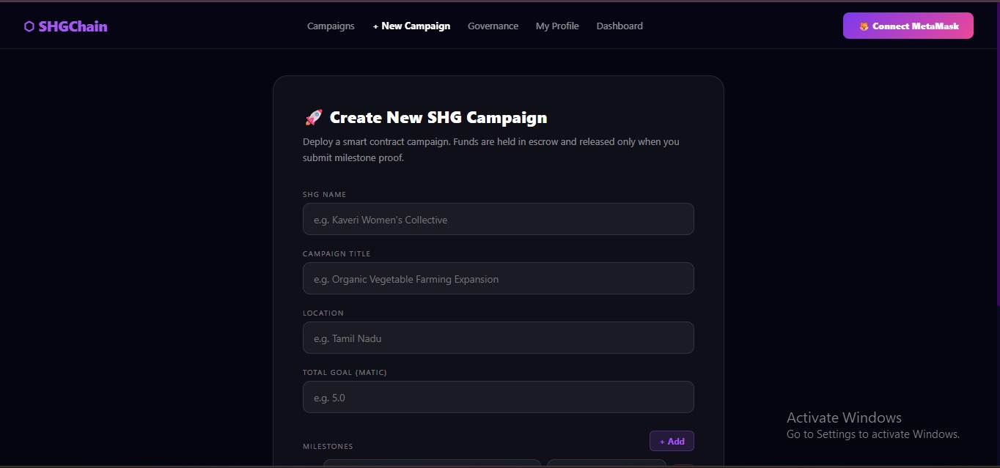 SHGChain
Campaigns
+ New Campaign
Governance
My Profile
Dashboard
Connect MetaMask
Create New SHG Campaign
Deploy a smart contract campaign. Funds are held in escrow and released only when you
submit milestone proof.
SHG NAME
e.g. Kaveri Women's Collective
CAMPAIGN TITLE
e.g. Organic Vegetable Farming Expansion
LOCATION
e.g. Tamil Nadu
TOTAL GOAL (MATIC)
e.g. 5.0
MILESTONES
+ Add
Activate Windows
Go to Settings to activate Windows.